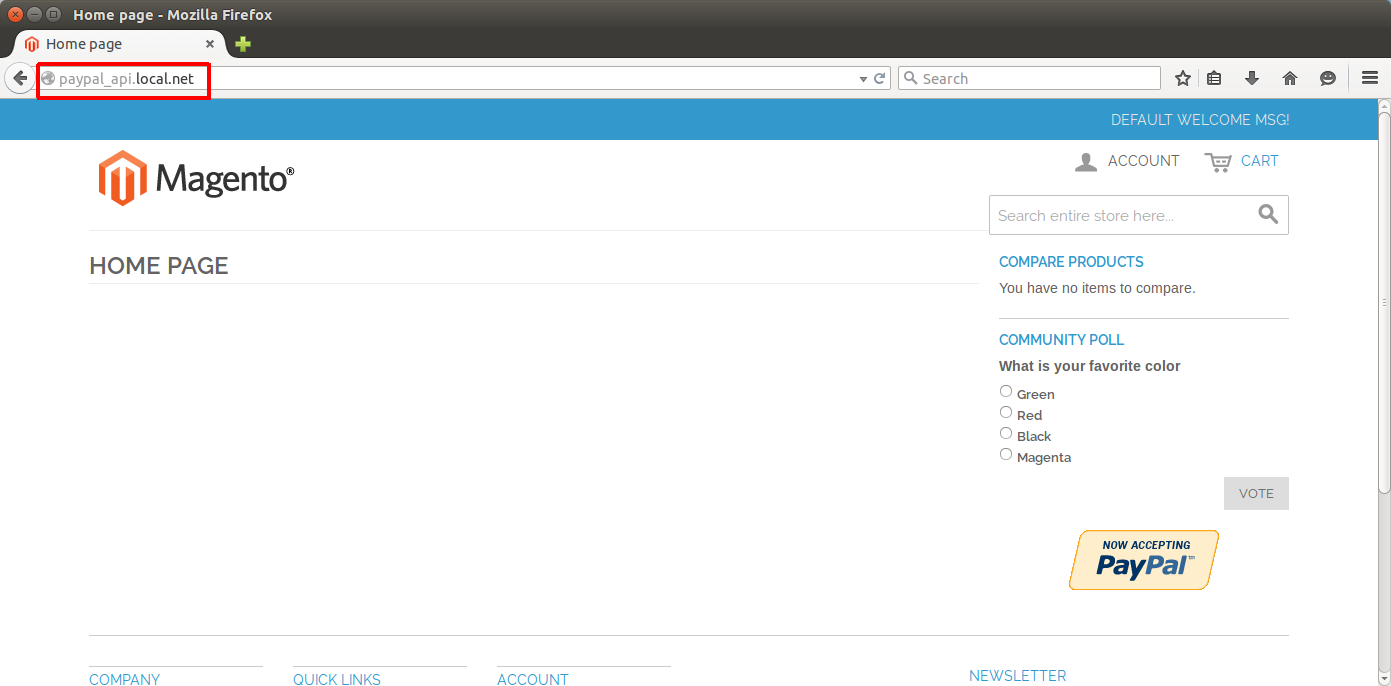 Home page - Mozilla Firefox
Home page
paypal_api.local.net
Search
DEFAULT WELCOME MSG!
Magento®
ACCOUNT
CART
Search entire store here...
HOME PAGE
COMPARE PRODUCTS
You have no items to compare.
COMMUNITY POLL
What is your favorite color
Green
Red
Black
Magenta
VOTE
NOW ACCEPTING
PayPal™
COMPANY
QUICK LINKS
ACCOUNT
NEWSLETTER